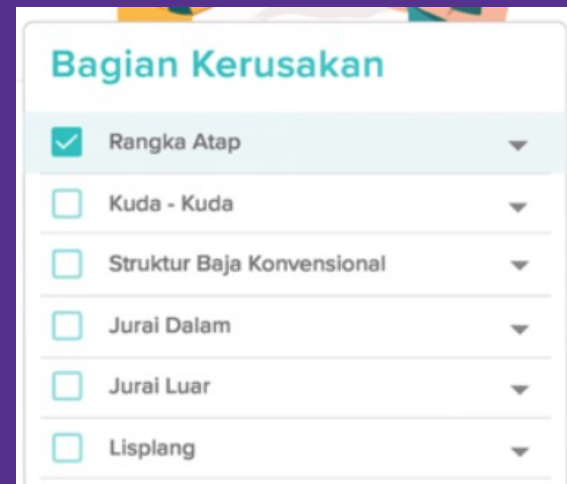 Bagian Kerusakan
Rangka Atap
Kuda - Kuda
Struktur Baja Konvensional
Jurai Dalam
Jurai Luar
Lisplang